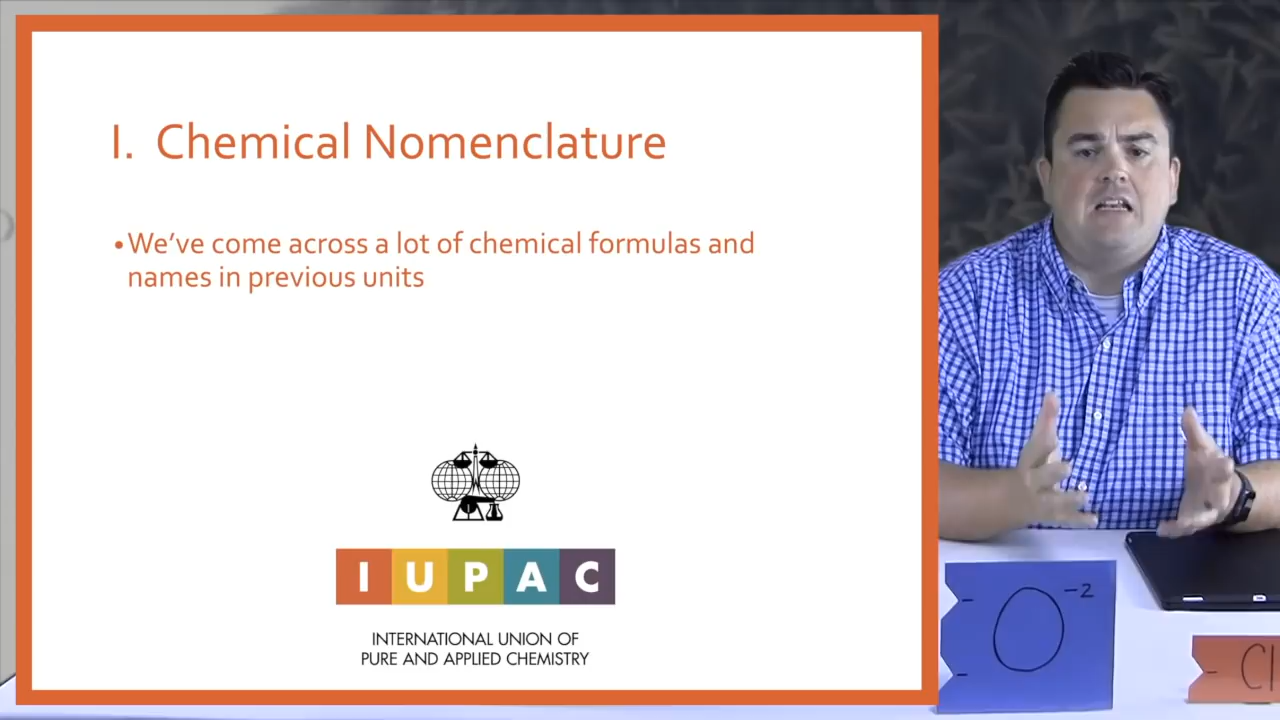 I. Chemical Nomenclature
•We've come across a lot of chemical formulas and
names in previous units
I U P A C
INTERNATIONAL UNION OF
PURE AND APPLIED CHEMISTRY
- O -2
-
- Cl